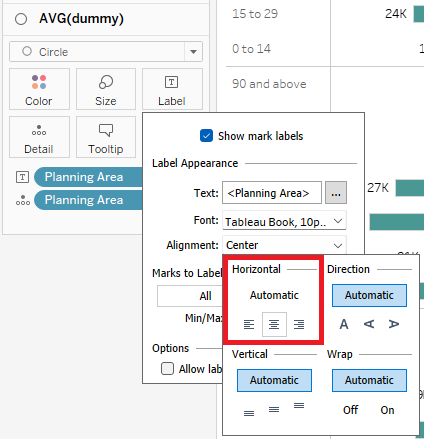 AVG(dummy)
Circle
Color
Size
Label
Detail
Tooltip
Planning Area
Planning Area
15 to 29
24K
0 to 14
1
90 and above
27K
Show mark labels
Label Appearance
Text:
<Planning Area>
...
Font:
Tableau Book, 10p..
Alignment:
Center
Marks to Label
All
Min/Max
Options
Allow lab
Horizontal
Automatic
Direction
Automatic
A
A
A
Vertical
Automatic
Wrap
Automatic
Off
On